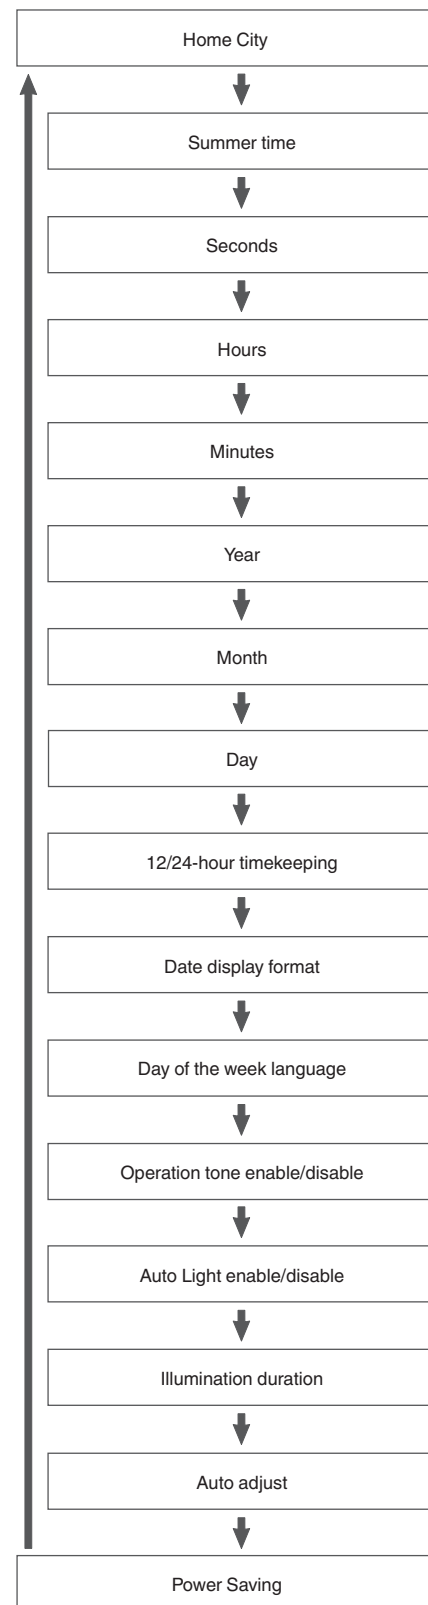 Home City
Summer time
Seconds
Hours
Minutes
Year
Month
Day
12/24-hour timekeeping
Date display format
Day of the week language
Operation tone enable/disable
Auto Light enable/disable
Illumination duration
Auto adjust
Power Saving